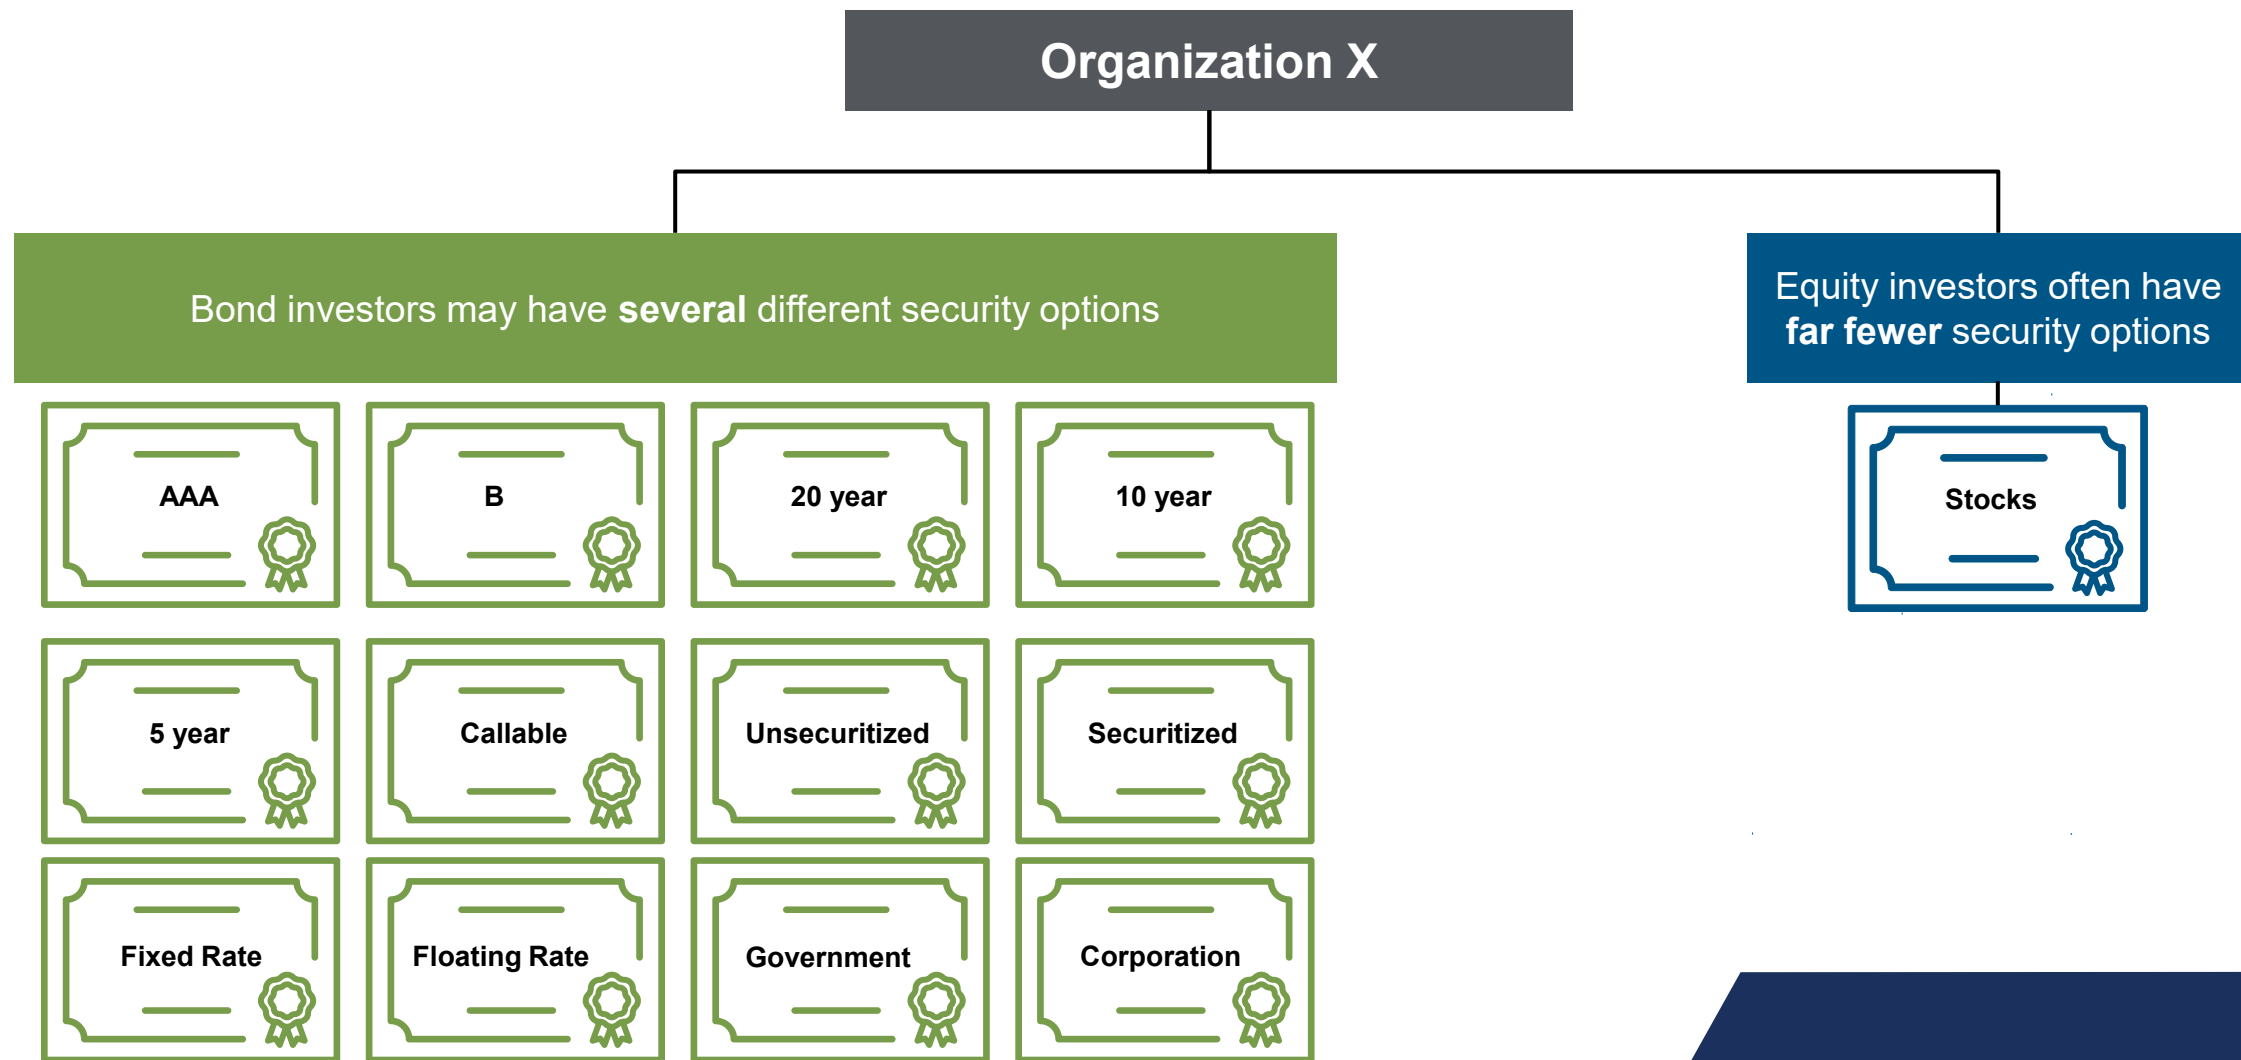 Organization X
Bond investors may have several different security options
Equity investors often have
far fewer security options
AAA
B
20 year
10 year
Stocks
5 year
Callable
Unsecuritized
Securitized
Fixed Rate
Floating Rate
Government
Corporation